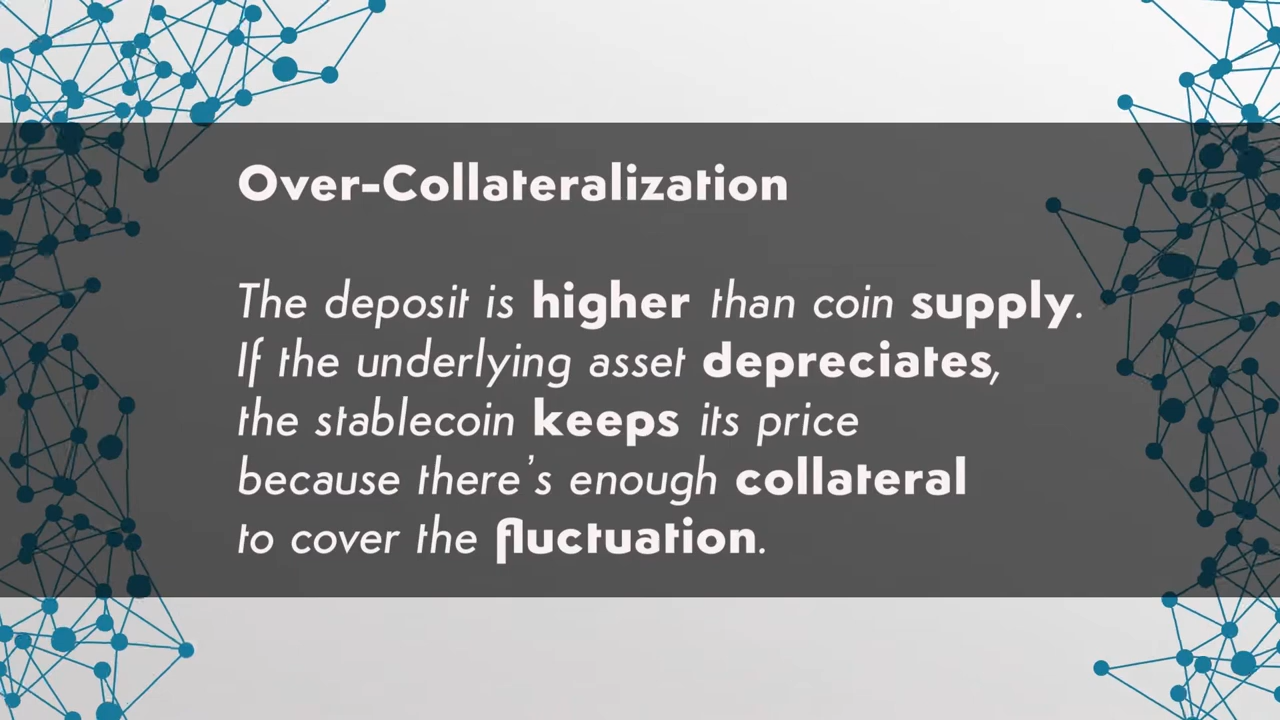 Over-Collateralization
The deposit is higher than coin supply.
If the underlying asset depreciates,
the stablecoin keeps its price
because there's enough collateral
to cover the fluctuation.